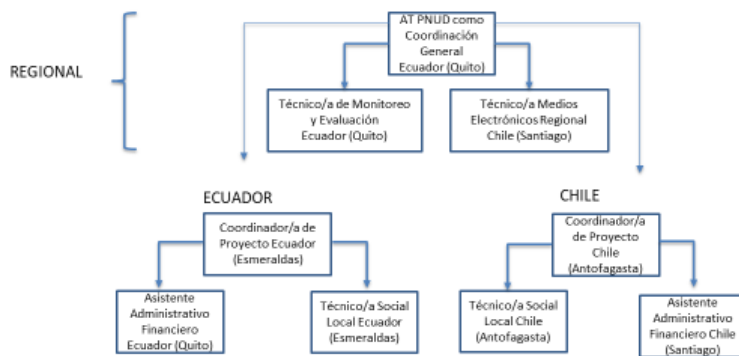 AT PNUD como
Coordinación
General
Ecuador (Quito)
REGIONAL
Técnico/a de Monitoreo
y Evaluación
Ecuador (Quito)
Técnico/a Medios
Electrónicos Regional
Chile (Santiago)
ECUADOR
Coordinador/a de
Proyecto Ecuador
(Esmeraldas)
Asistente
Administrativo
Financiero
Ecuador (Quito)
Técnico/a Social
Local Ecuador
(Esmeraldas)
CHILE
Coordinador/a
de Proyecto
Chile
(Antofagasta)
Técnico/a Social
Local Chile
(Antofagasta)
Asistente
Administrativo
Financiero Chile
(Santiago)